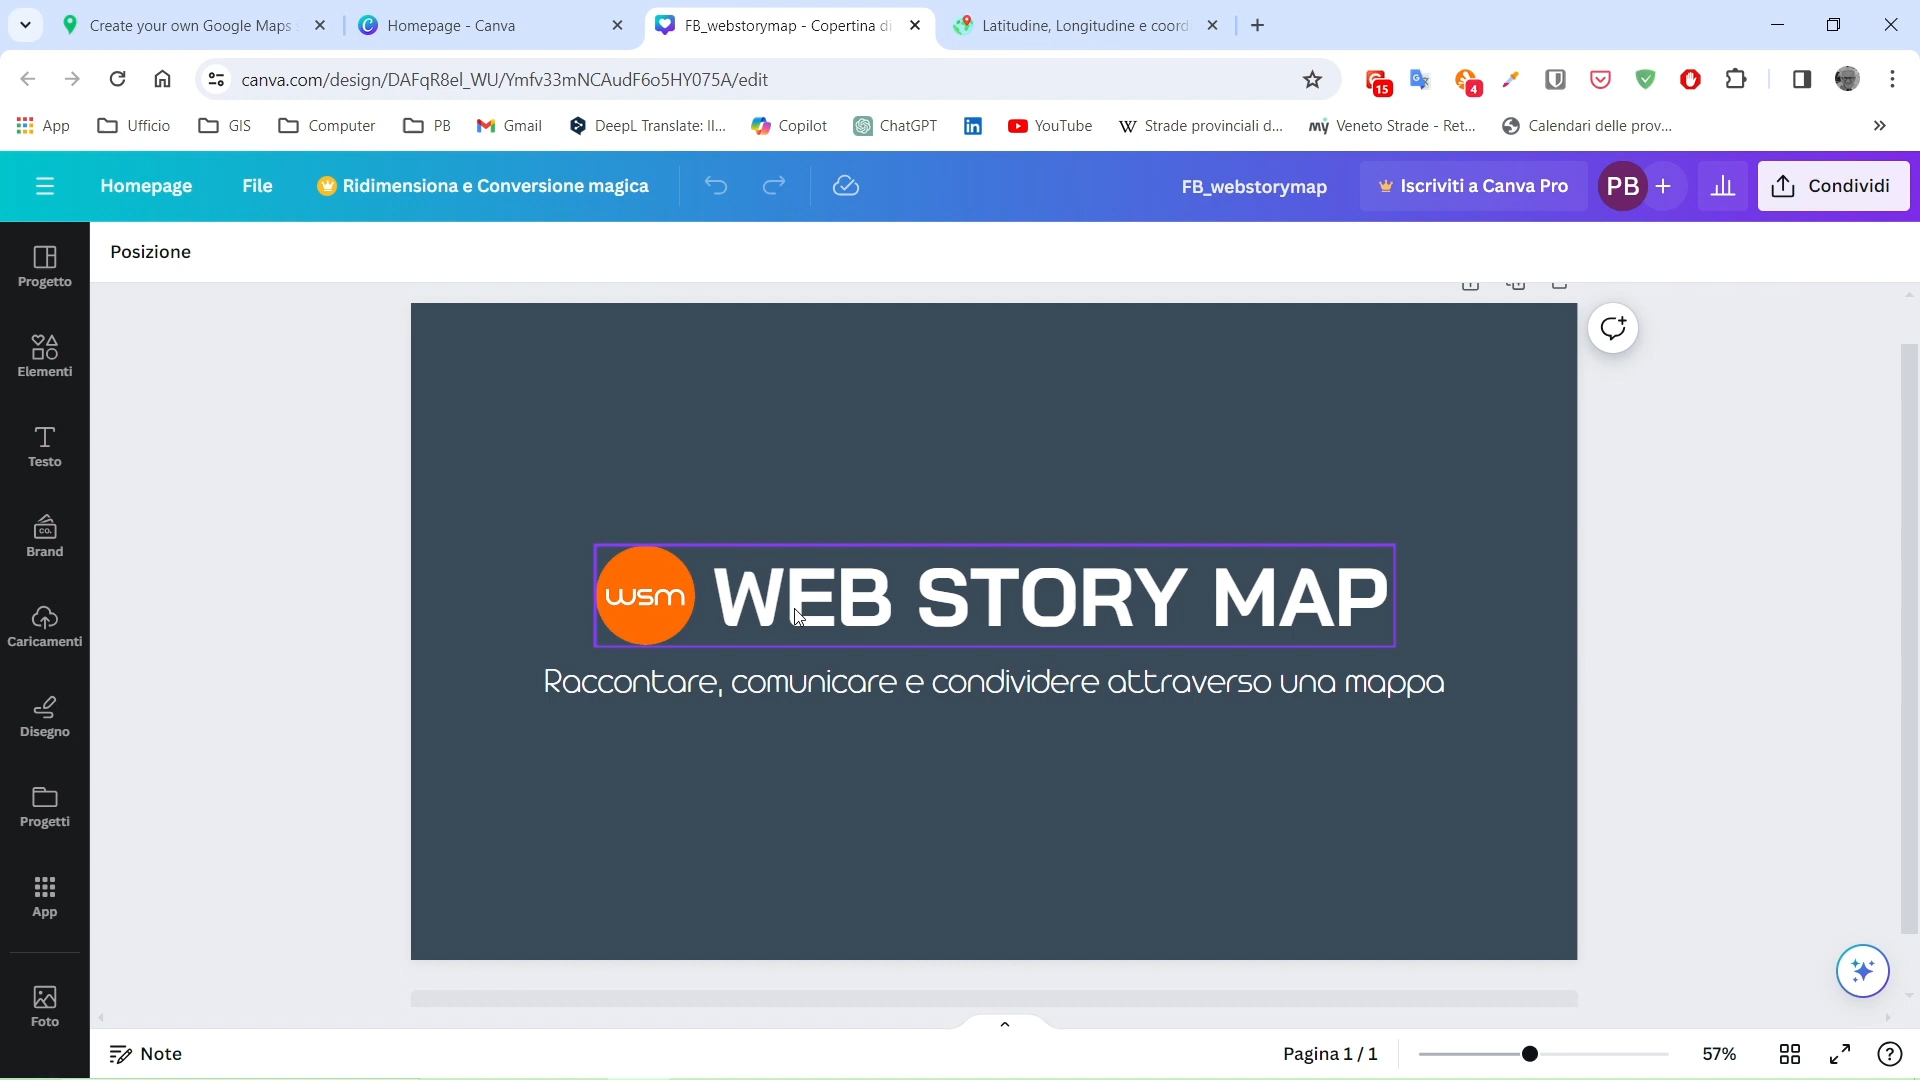 Create your own Google Maps
Homepage - Canva
FB_webstorymap - Copertina di
Latitudine, Longitudine e coord
canva.com/design/DAFqR8el_WU/Ymfv33mNCAudF6o5HY075A/edit
15
4
App
Ufficio
GIS
Computer
PB
Gmail
DeepL Translate: Il...
Copilot
ChatGPT
YouTube
Strade provinciali d...
Veneto Strade - Ret...
Calendari delle prov...
Homepage
File
Ridimensiona e Conversione magica
FB_webstorymap
Iscriviti a Canva Pro
PB
Condividi
Posizione
Progetto
Elementi
Testo
Brand
Caricamenti
Disegno
Progetti
App
Foto
wsm WEB STORY MAP
Raccontare, comunicare e condividere attraverso una mappa
Note
Pagina 1 / 1
57%